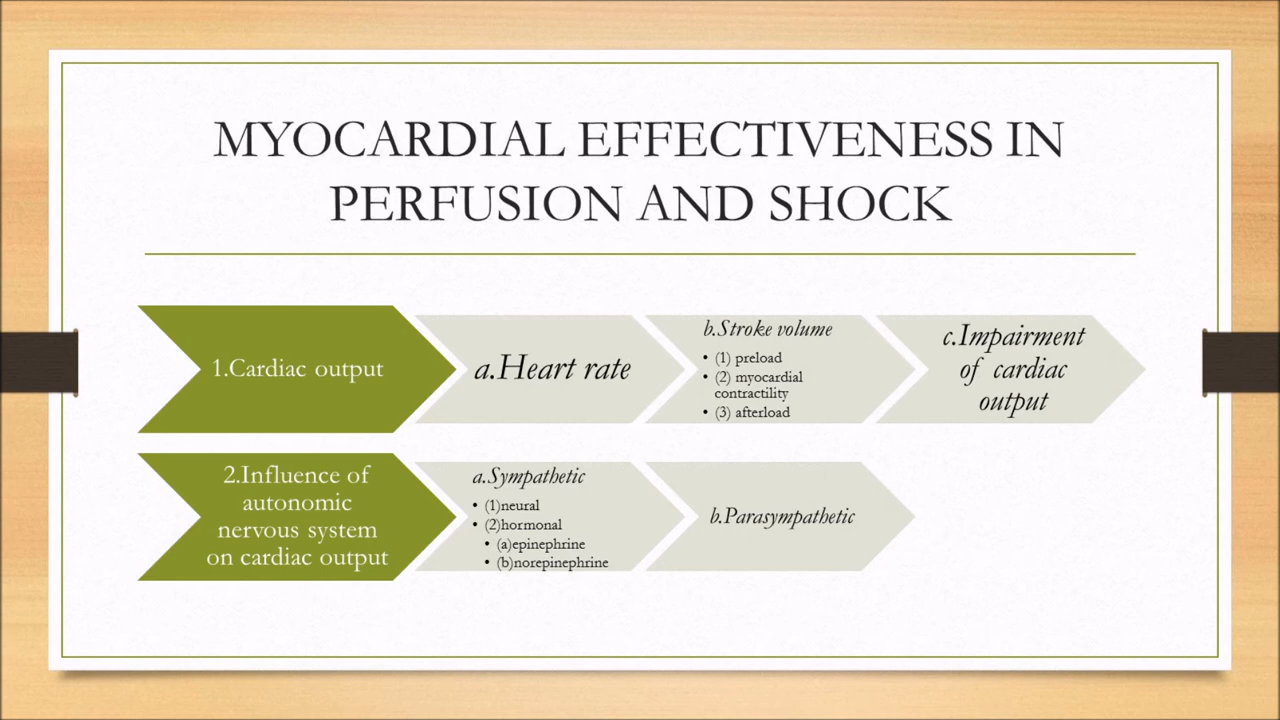 MYOCARDIAL EFFECTIVENESS IN
PERFUSION AND SHOCK
1.Cardiac output
a.Heart rate
b.Stroke volume
• (1) preload
• (2) myocardial
contractility
• (3) afterload
c.Impairment
of cardiac
output
2.Influence of
autonomic
nervous system
on cardiac output
a.Sympathetic
• (1)neural
• (2)hormonal
• (a)epinephrine
• (b)norepinephrine
b.Parasympathetic